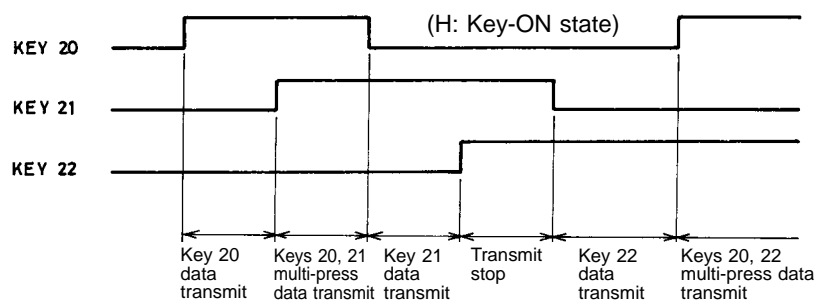 (H: Key-ON state)
KEY 20
KEY 21
KEY 22
Key 20
data
transmit
Keys 20, 21
multi-press
data transmit
Key 21
data
transmit
Transmit
stop
Key 22
data
transmit
Keys 20, 22
multi-press data
transmit